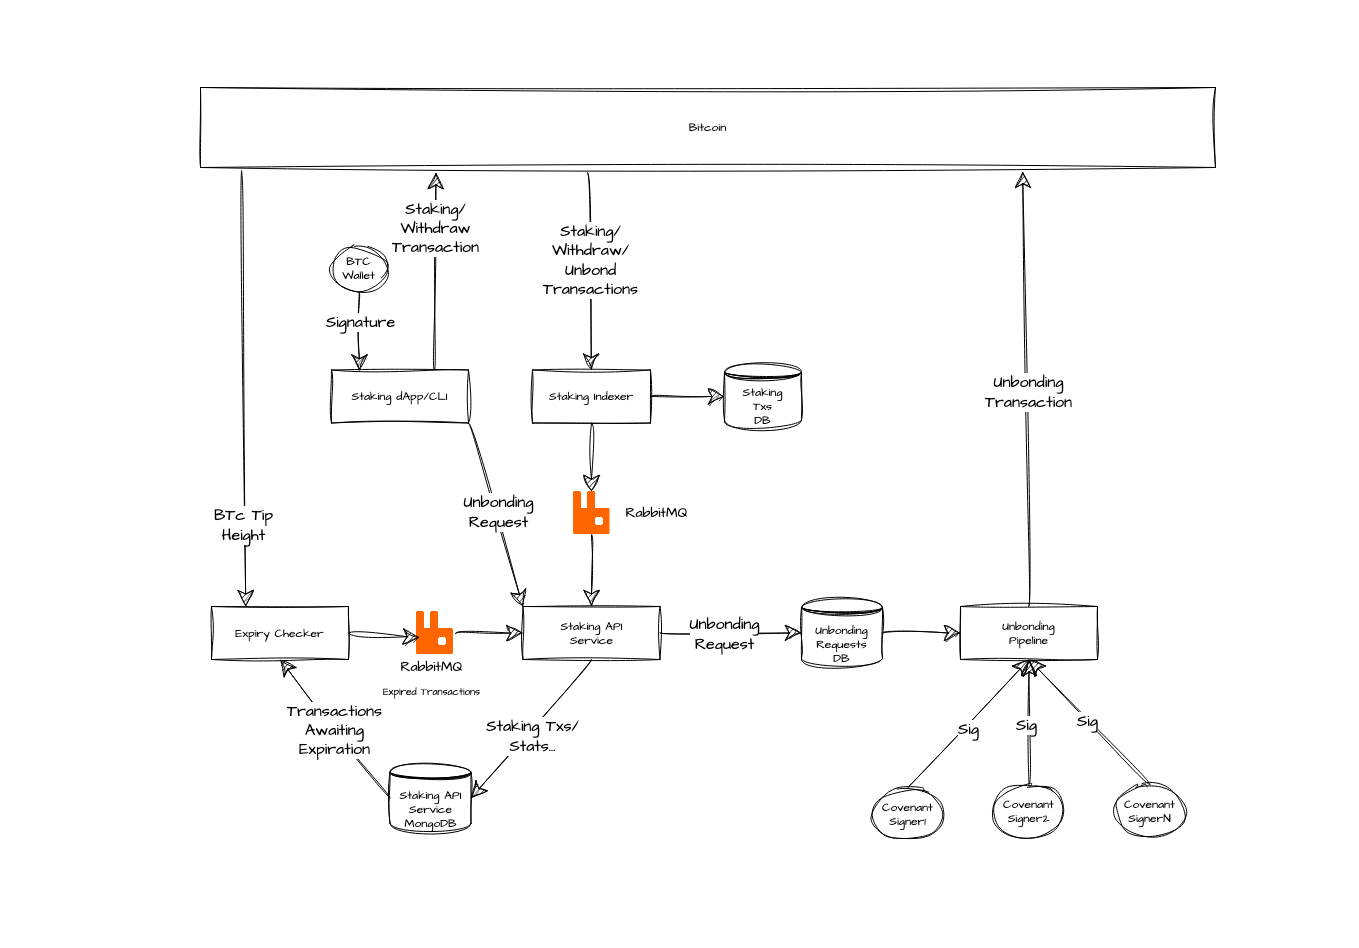 Bitcoin
Staking/
Withdraw
Transaction
Staking/
Withdraw/
Unbond
Transactions
BTC
Wallet
Signature
Staking dApp/CLI
Staking Indexer
Staking
Txs
DB
Unbonding
Transaction
BTc Tip
Height
Unbonding
Request
RabbitMQ
Expiry Checker
RabbitMQ
Expired Transactions
Staking API
Service
Unbonding
Request
Unbonding
Requests
DB
Unbonding
Pipeline
Transactions
Awaiting
Expiration
Staking Txs/
Stats...
Sig
Sig
Sig
Staking API
Service
MongoDB
Covenant
Signer1
Covenant
Signer2
Covenant
SignerN